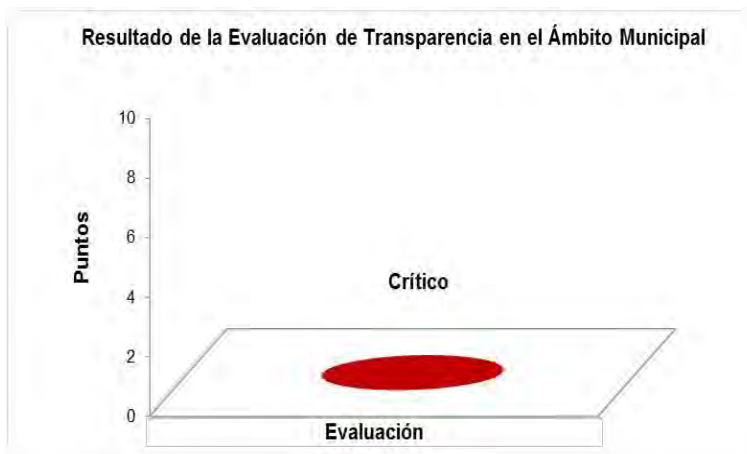 Resultado de la Evaluación de Transparencia en el Ámbito Municipal
10
8
6
4
2
0
Puntos
Crítico
Evaluación